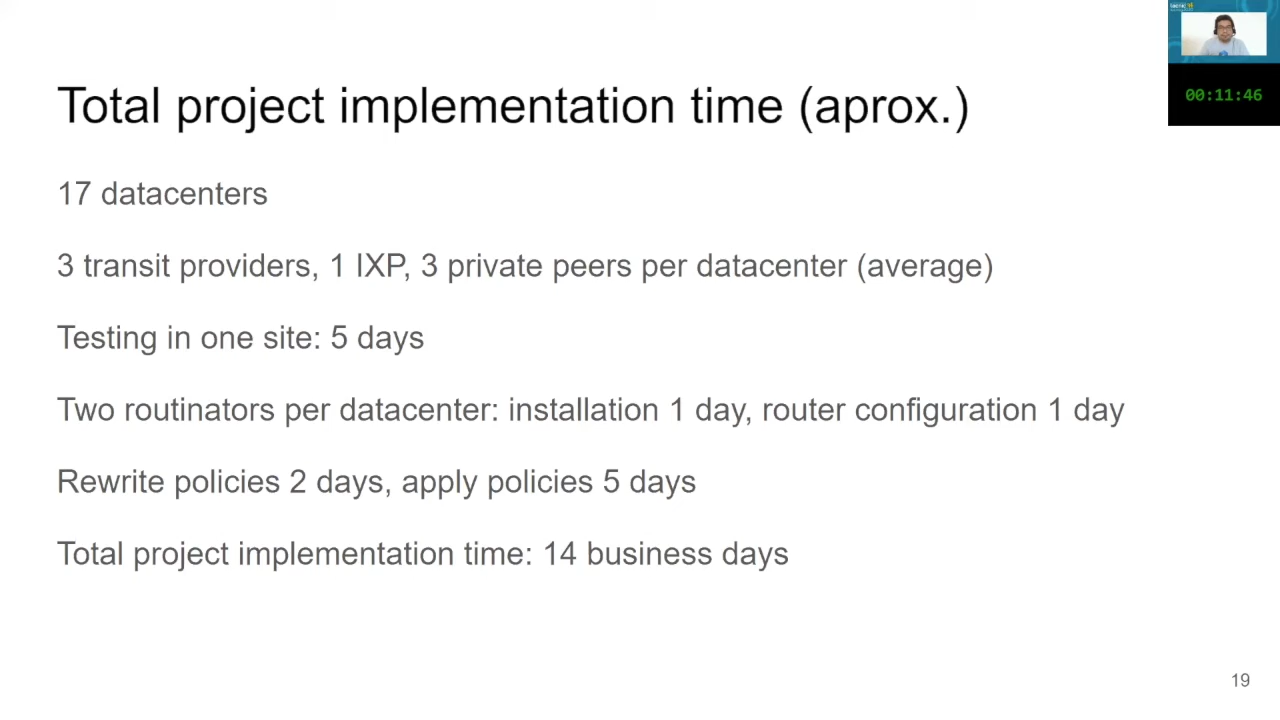 Total project implementation time (aprox.)
00:11:46
17 datacenters
3 transit providers, 1 IXP, 3 private peers per datacenter (average)
Testing in one site: 5 days
Two routinators per datacenter: installation 1 day, router configuration 1 day
Rewrite policies 2 days, apply policies 5 days
Total project implementation time: 14 business days
19